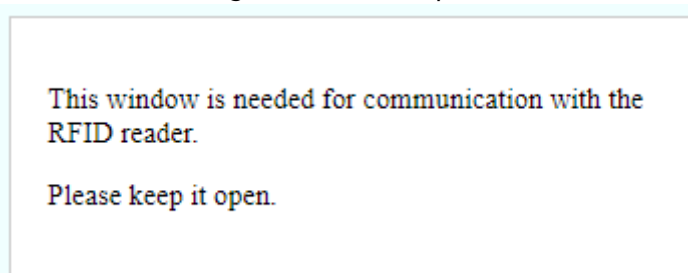 This window is needed for communication with the
RFID reader.
Please keep it open.